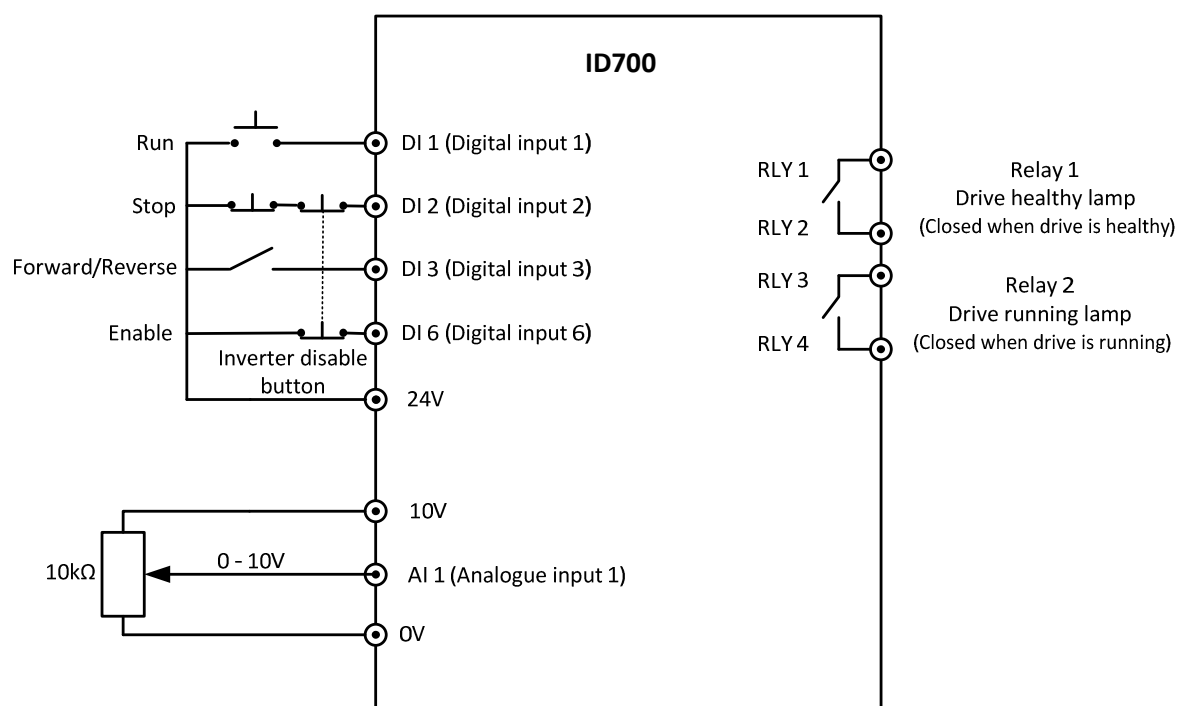 ID700
Run
DI 1 (Digital input 1)
Stop
DI 2 (Digital input 2)
Forward/Reverse
DI 3 (Digital input 3)
Enable
DI 6 (Digital input 6)
Inverter disable
button
24V
10V
10kΩ
0 - 10V
AI 1 (Analogue input 1)
0V
RLY 1
RLY 2
Relay 1
Drive healthy lamp
(Closed when drive is healthy)
RLY 3
RLY 4
Relay 2
Drive running lamp
(Closed when drive is running)